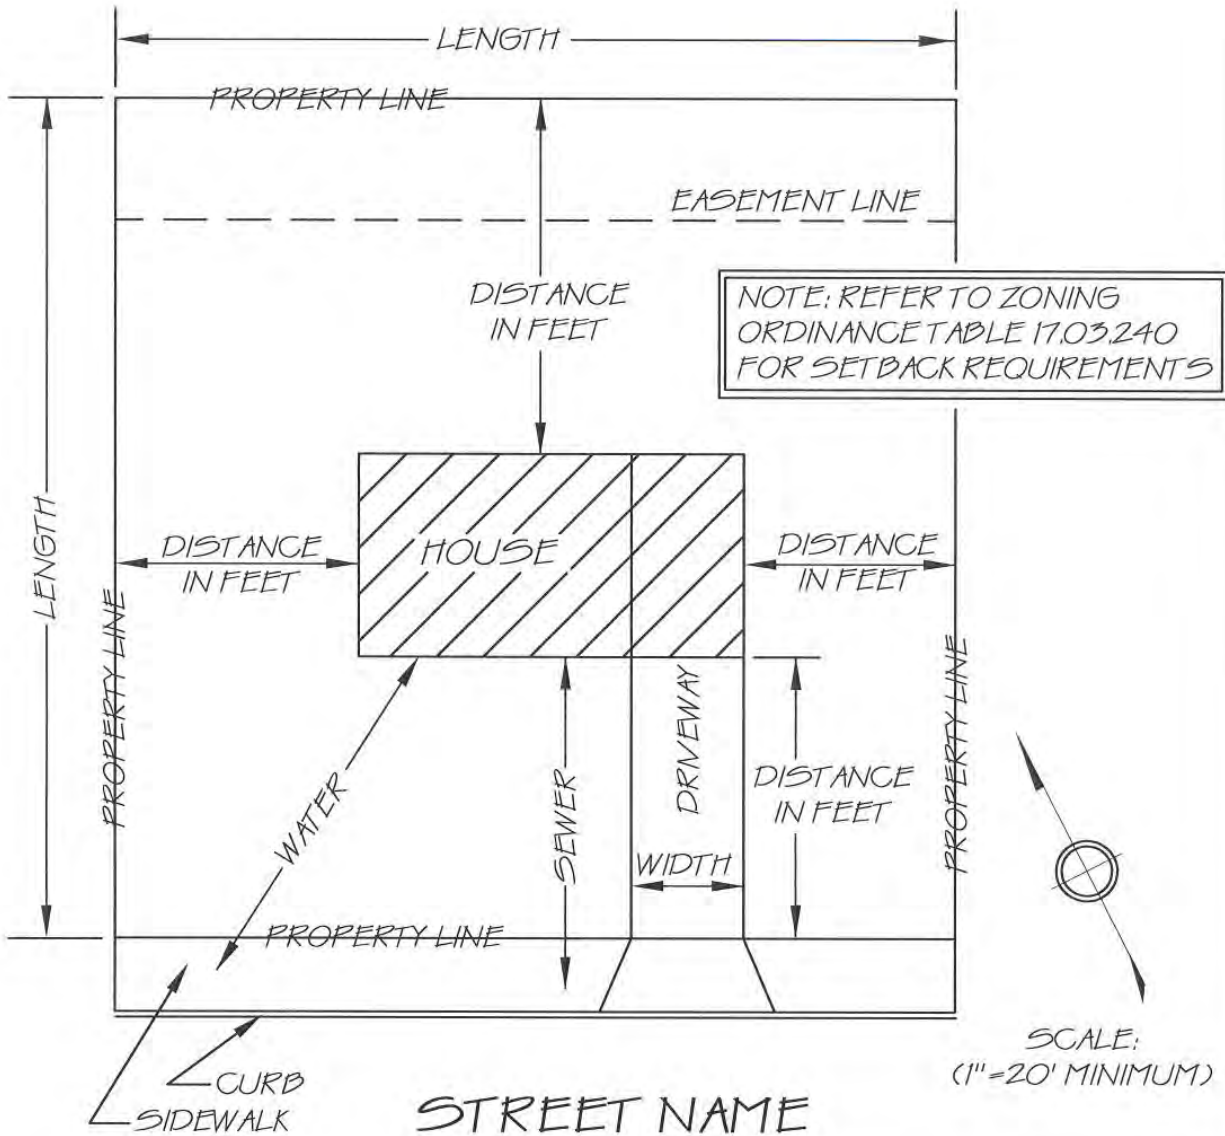 LENGTH
PROPERTY LINE
EASEMENT LINE
DISTANCE
IN FEET
NOTE: REFER TO ZONING
ORDINANCE TABLE 17.03.240
FOR SETBACK REQUIREMENTS
LENGTH
DISTANCE
IN FEET
HOUSE
DISTANCE
IN FEET
PROPERTY LINE
PROPERTY LINE
WATER
SEWER
DRIVEWAY
DISTANCE
IN FEET
WIDTH
PROPERTY LINE
CURB
SIDEWALK
STREET NAME
SCALE:
(1"=20' MINIMUM)